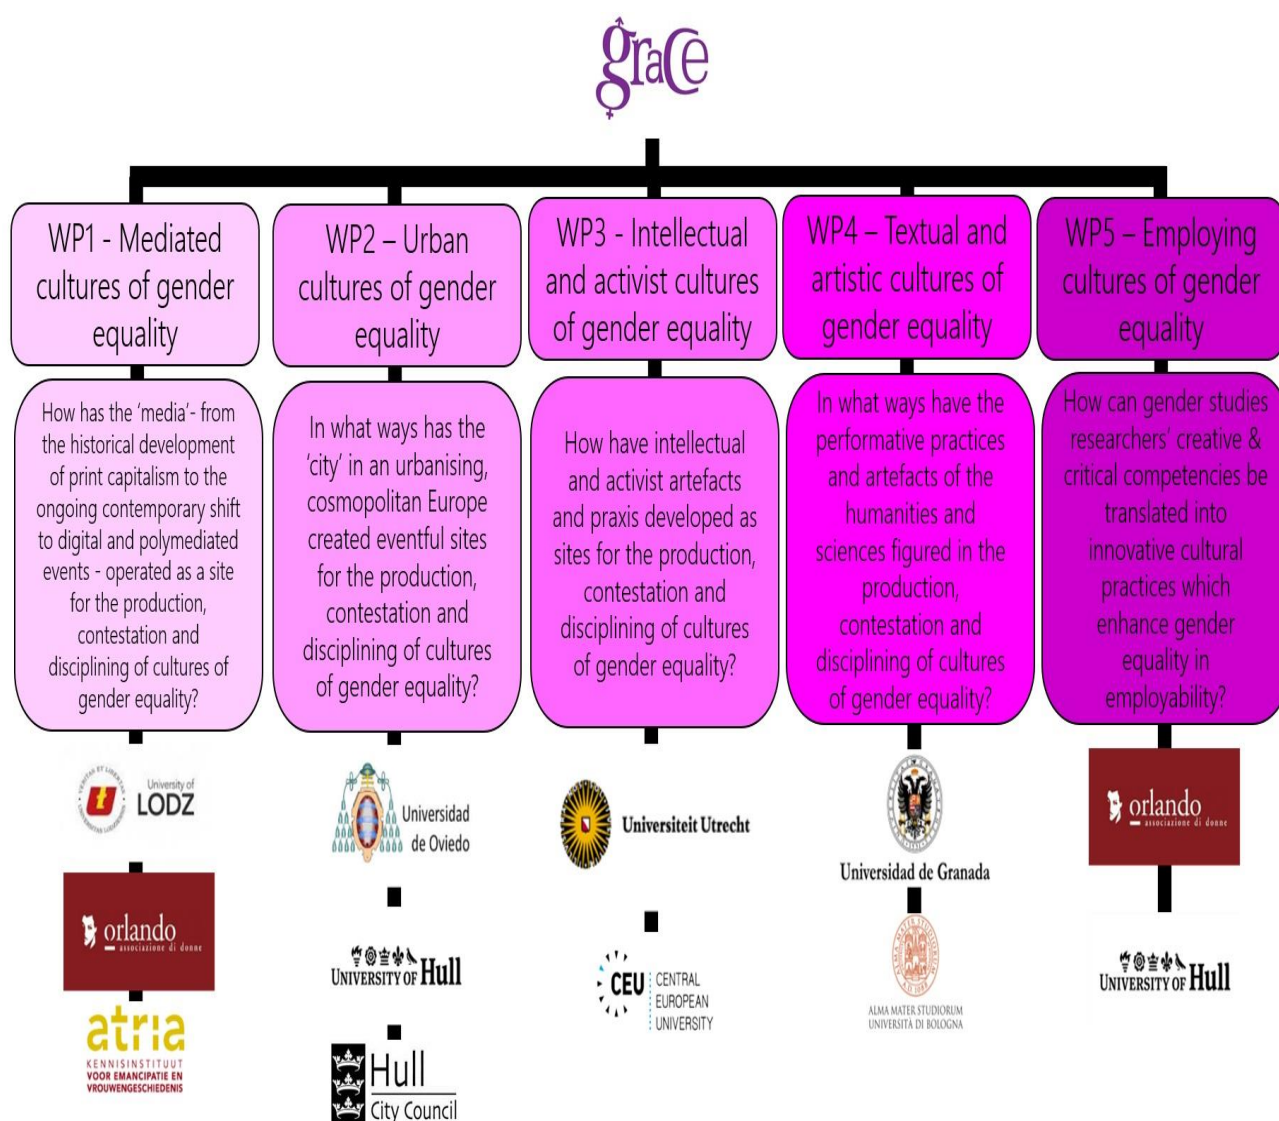 grace
WP1 - Mediated
cultures of gender
equality
How has the ‘media’- from
the historical development
of print capitalism to the
ongoing contemporary shift
to digital and polymediated
events - operated as a site
for the production,
contestation and
disciplining of cultures of
gender equality?
University of
LODZ
orlando
associazione di donne
atria
KENNISINSTITUUT
VOOR EMANCIPATIE EN
VROUWENGESCHIEDENIS
WP2 – Urban
cultures of gender
equality
In what ways has the
‘city’ in an urbanising,
cosmopolitan Europe
created eventful sites
for the production,
contestation and
disciplining of cultures
of gender equality?
Universidad
de Oviedo
UNIVERSITY OF Hull
Hull
City Council
WP3 - Intellectual
and activist cultures
of gender equality
How have intellectual
and activist artefacts
and praxis developed as
sites for the production,
contestation and
disciplining of cultures
of gender equality?
Universiteit Utrecht
CEU
CENTRAL
EUROPEAN
UNIVERSITY
WP4 – Textual and
artistic cultures of
gender equality
In what ways have the
performative practices
and artefacts of the
humanities and
sciences figured in the
production,
contestation and
disciplining of cultures
of gender equality?
Universidad de Granada
ALMA MATER STUDIORUM
UNIVERSITÀ DI BOLOGNA
WP5 – Employing
cultures of gender
equality
How can gender studies
researchers’ creative &
critical competencies be
translated into
innovative cultural
practices which
enhance gender
equality in
employability?
orlando
associazione di donne
UNIVERSITY OF Hull